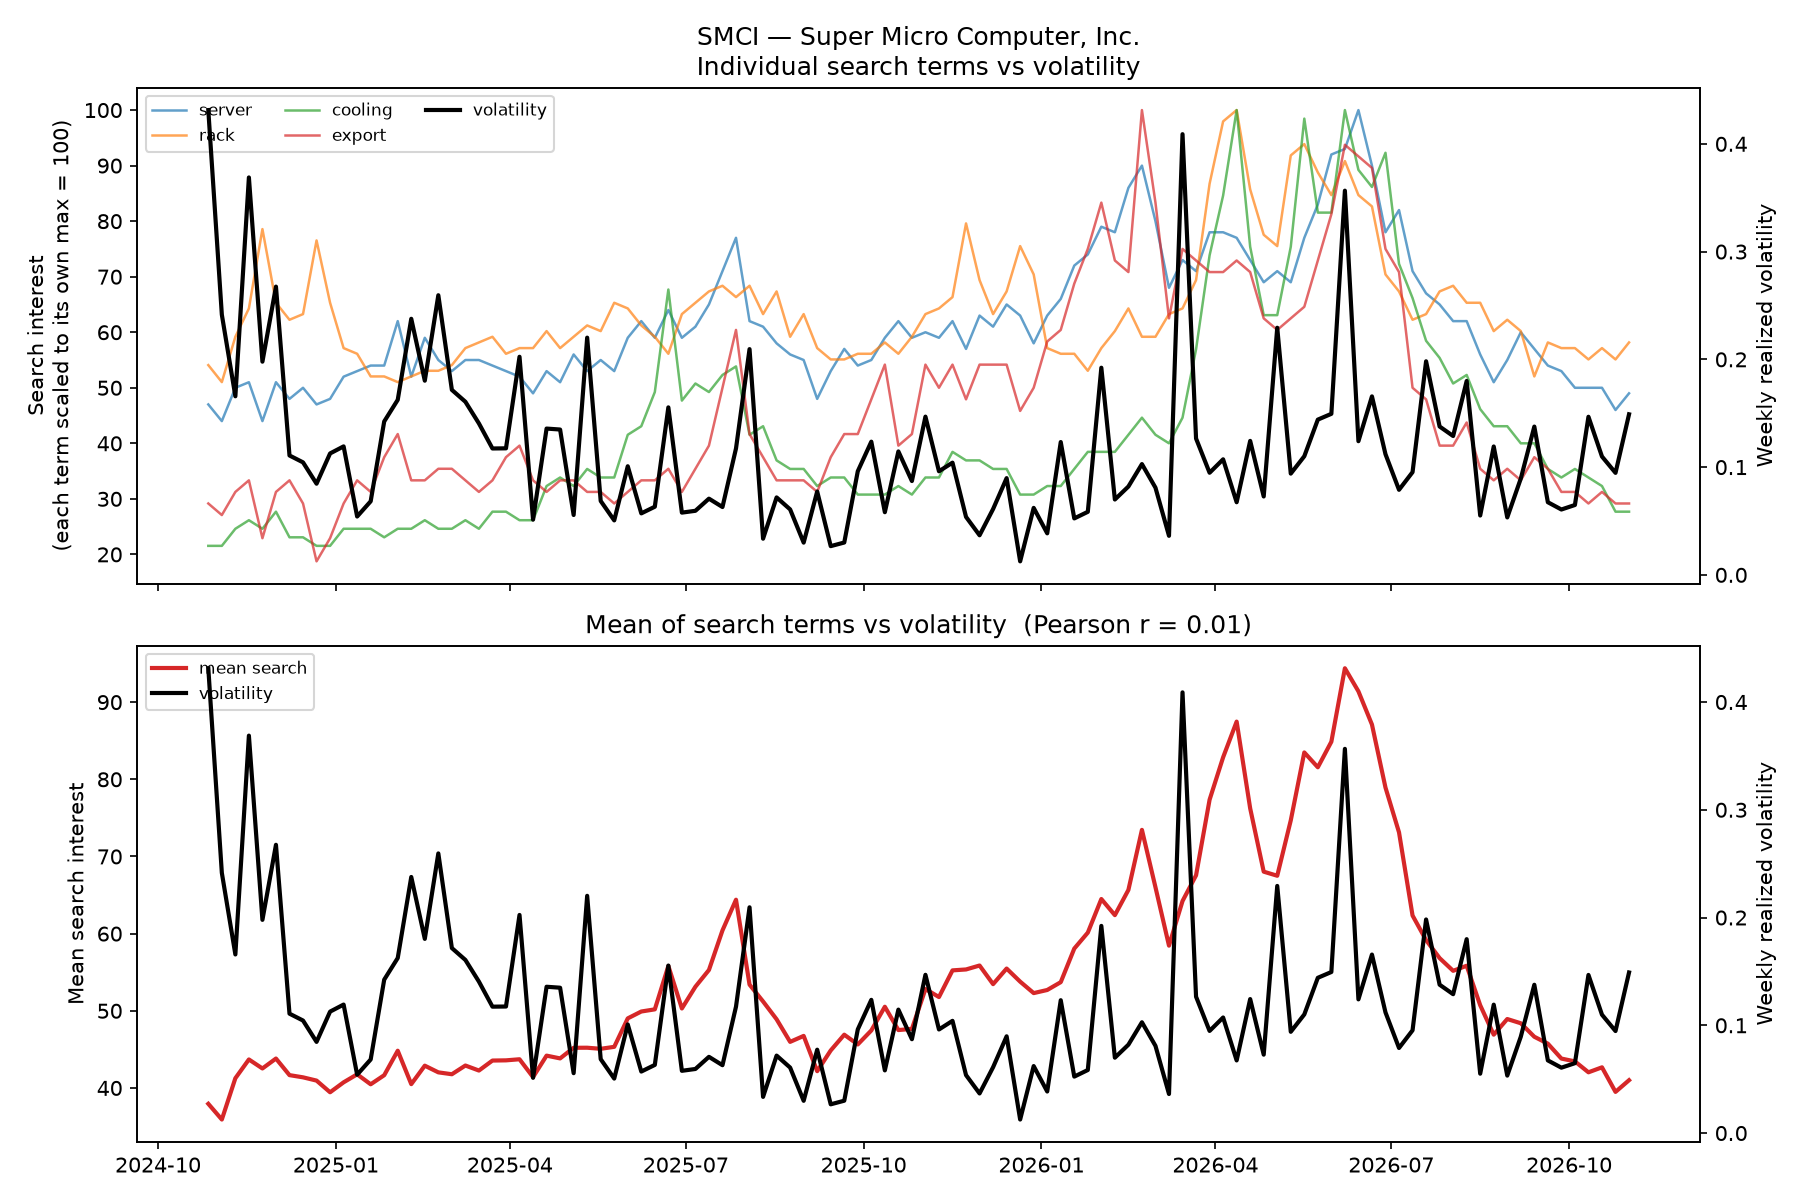 SMCI — Super Micro Computer, Inc.
Individual search terms vs volatility
server
rack
cooling
export
volatility
Search interest
(each term scaled to its own max = 100)
100
90
80
70
60
50
40
30
20
0.4
0.3
0.2
0.1
0.0
Weekly realized volatility
Mean of search terms vs volatility (Pearson r = 0.01)
mean search
volatility
Mean search interest
90
80
70
60
50
40
0.4
0.3
0.2
0.1
0.0
Weekly realized volatility
2024-10 2025-01 2025-04 2025-07 2025-10 2026-01 2026-04 2026-07 2026-10